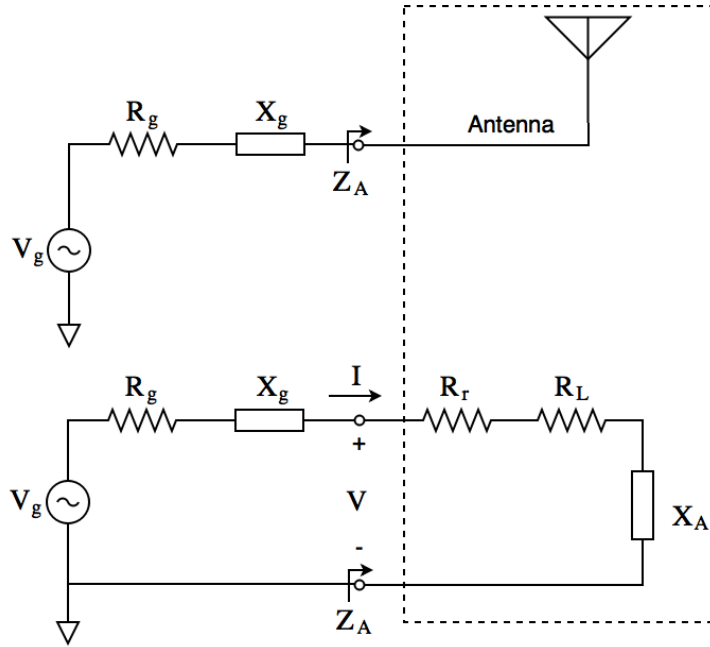 R_g X_g
Antenna
Z_A
V_g
R_g X_g I R_r R_L
+
V_g V X_A
-
Z_A